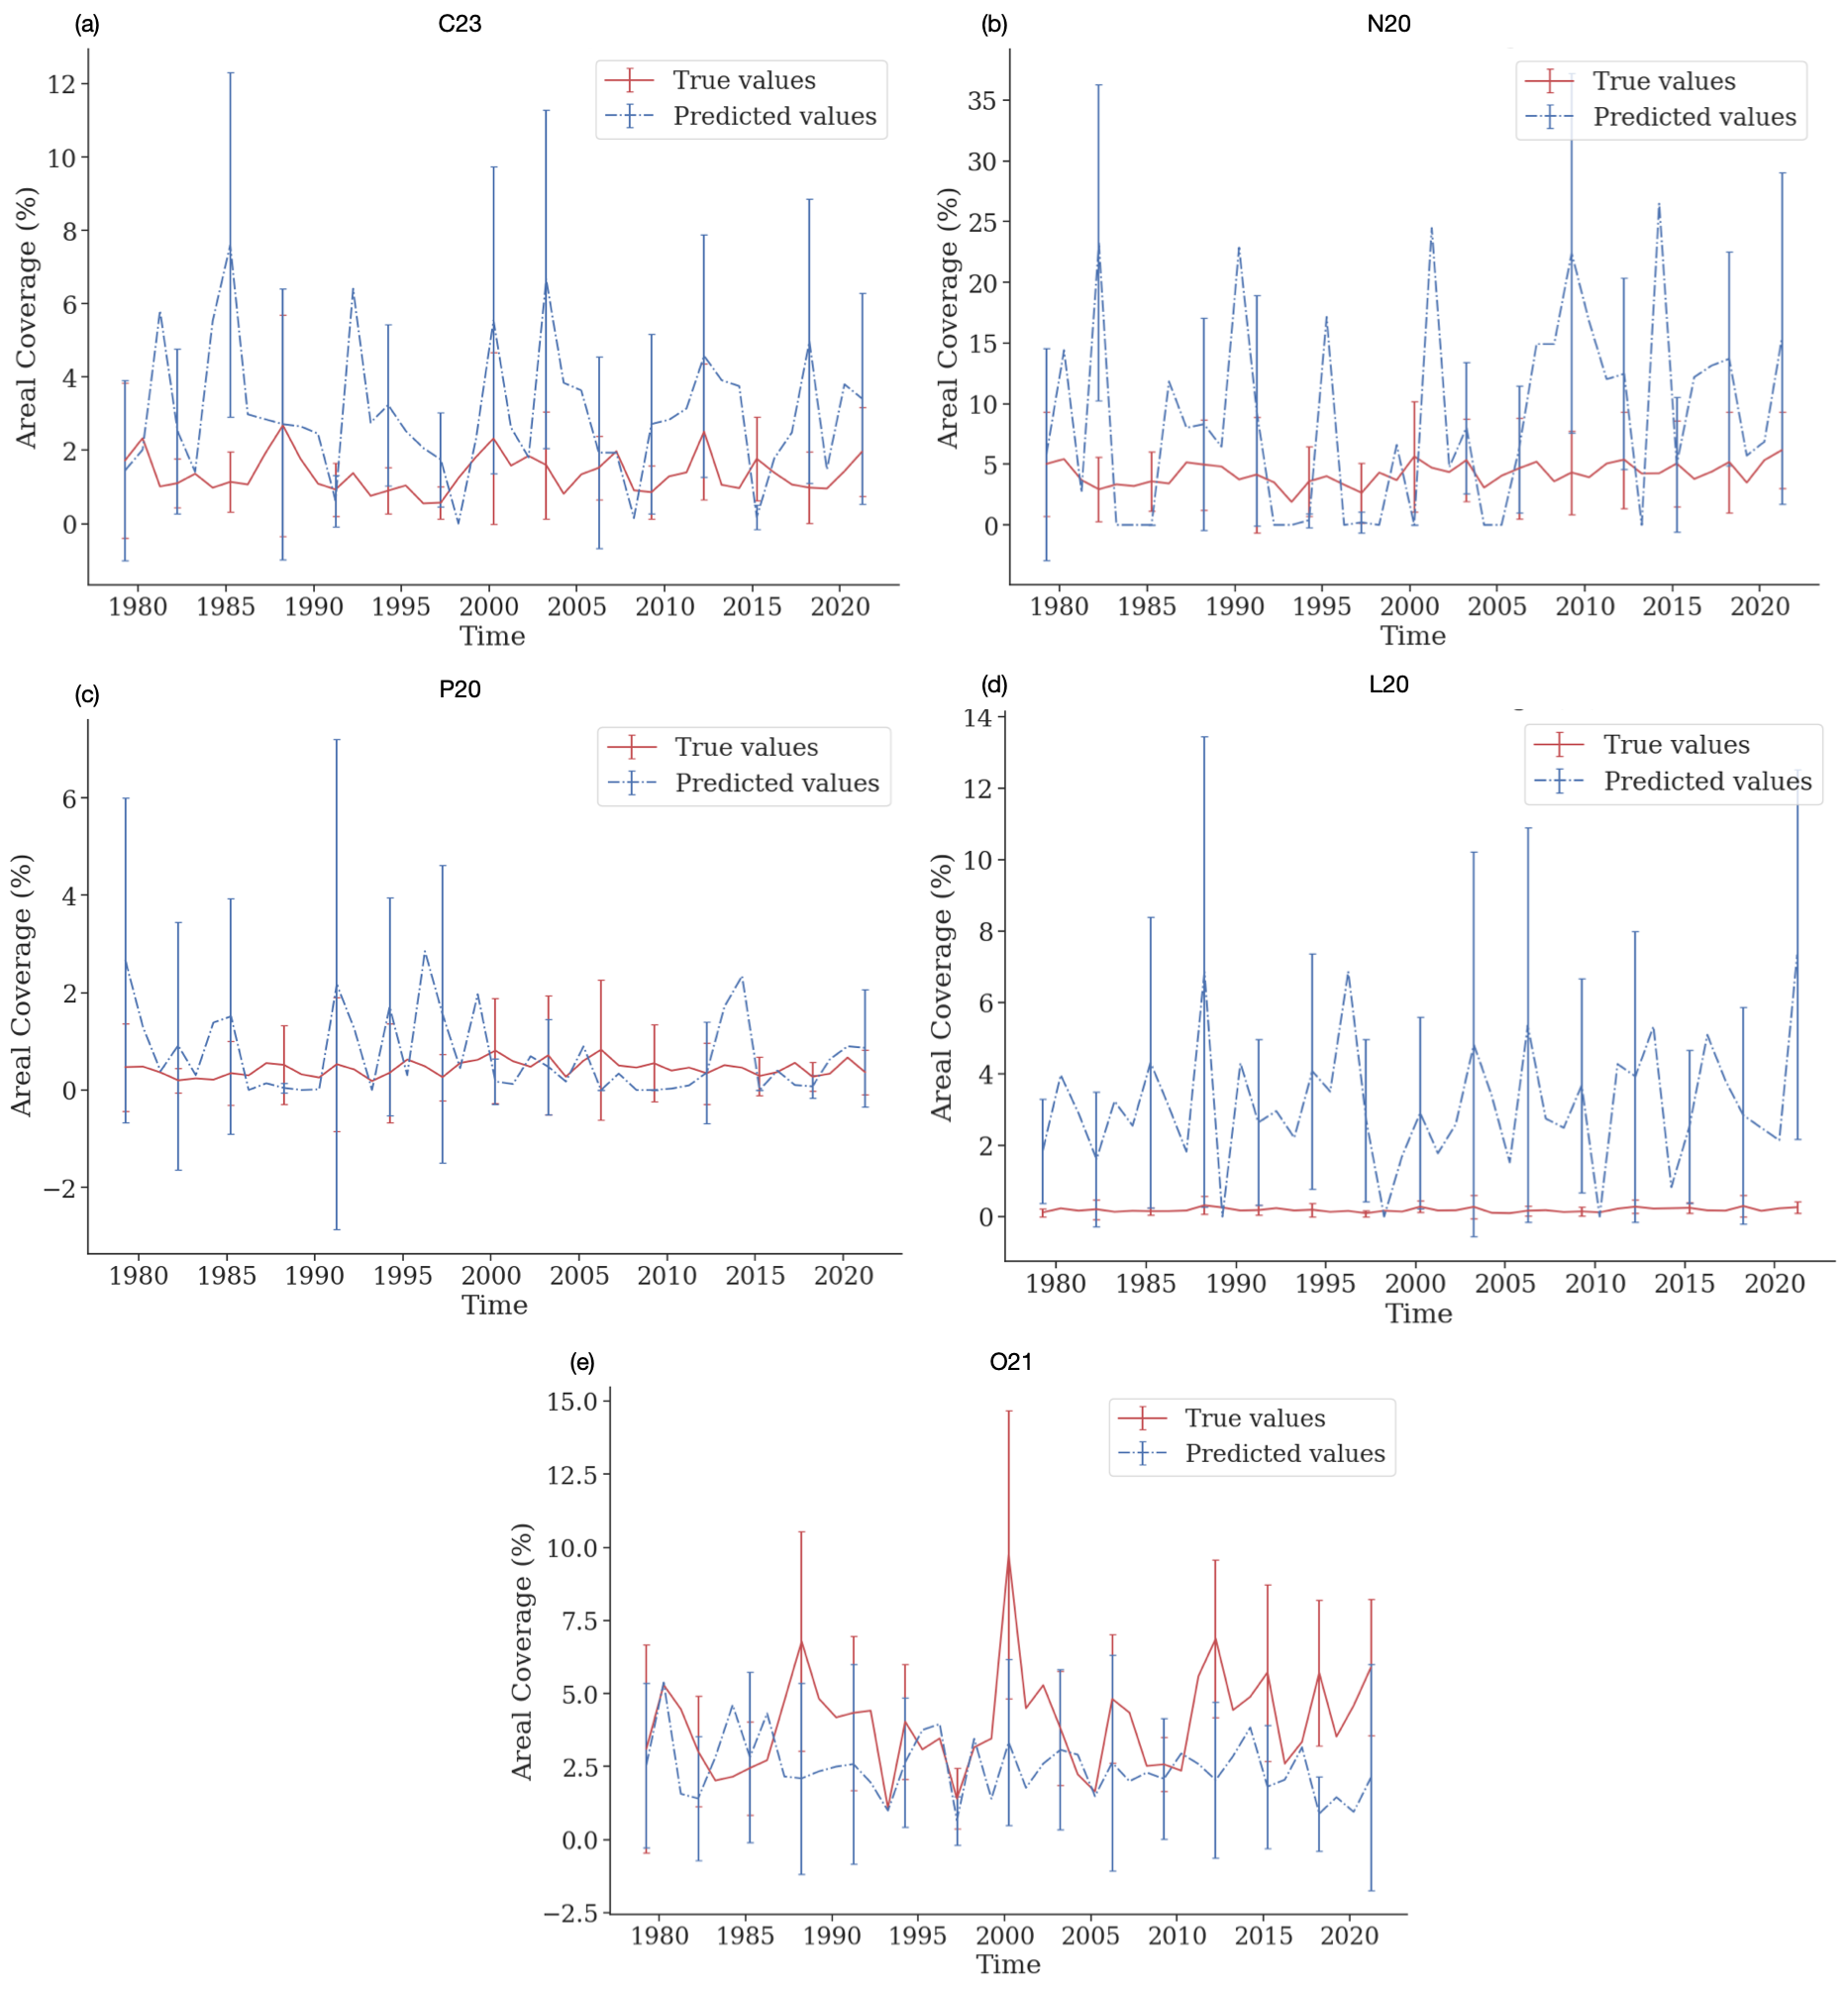 (a) C23
12
10
8
6
4
2
0
Areal Coverage (%)
True values
Predicted values
1980 1985 1990 1995 2000 2005 2010 2015 2020
Time
(b) N20
35
30
25
20
15
10
5
0
Areal Coverage (%)
True values
Predicted values
1980 1985 1990 1995 2000 2005 2010 2015 2020
Time
(c) P20
6
4
2
0
−2
Areal Coverage (%)
True values
Predicted values
1980 1985 1990 1995 2000 2005 2010 2015 2020
Time
(d) L20
14
12
10
8
6
4
2
0
Areal Coverage (%)
True values
Predicted values
1980 1985 1990 1995 2000 2005 2010 2015 2020
Time
(e) O21
15.0
12.5
10.0
7.5
5.0
2.5
0.0
−2.5
Areal Coverage (%)
True values
Predicted values
1980 1985 1990 1995 2000 2005 2010 2015 2020
Time